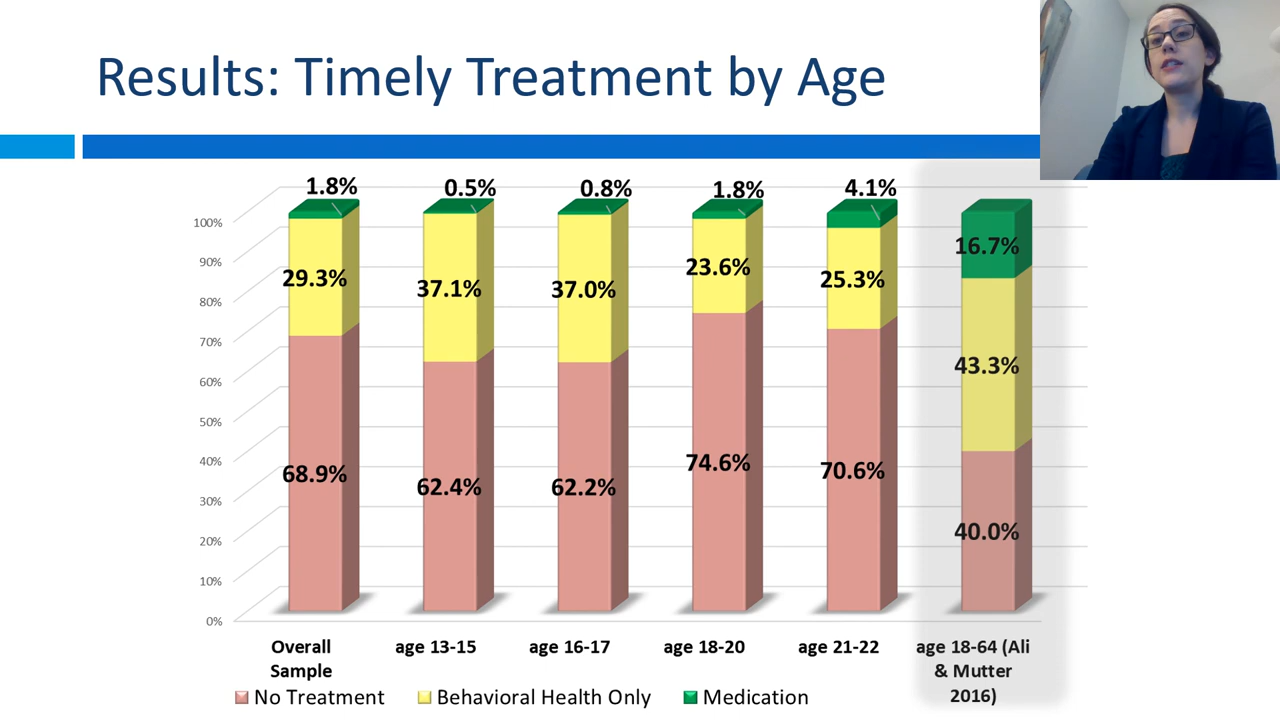 Results: Timely Treatment by Age
1.8%
0.5%
0.8%
1.8%
4.1%
100%
90%
80%
70%
60%
50%
40%
30%
20%
10%
0%
29.3%
37.1%
37.0%
23.6%
25.3%
16.7%
43.3%
68.9%
62.4%
62.2%
74.6%
70.6%
40.0%
Overall
Sample
age 13-15
age 16-17
age 18-20
age 21-22
age 18-64 (Ali
& Mutter
2016)
No Treatment
Behavioral Health Only
Medication